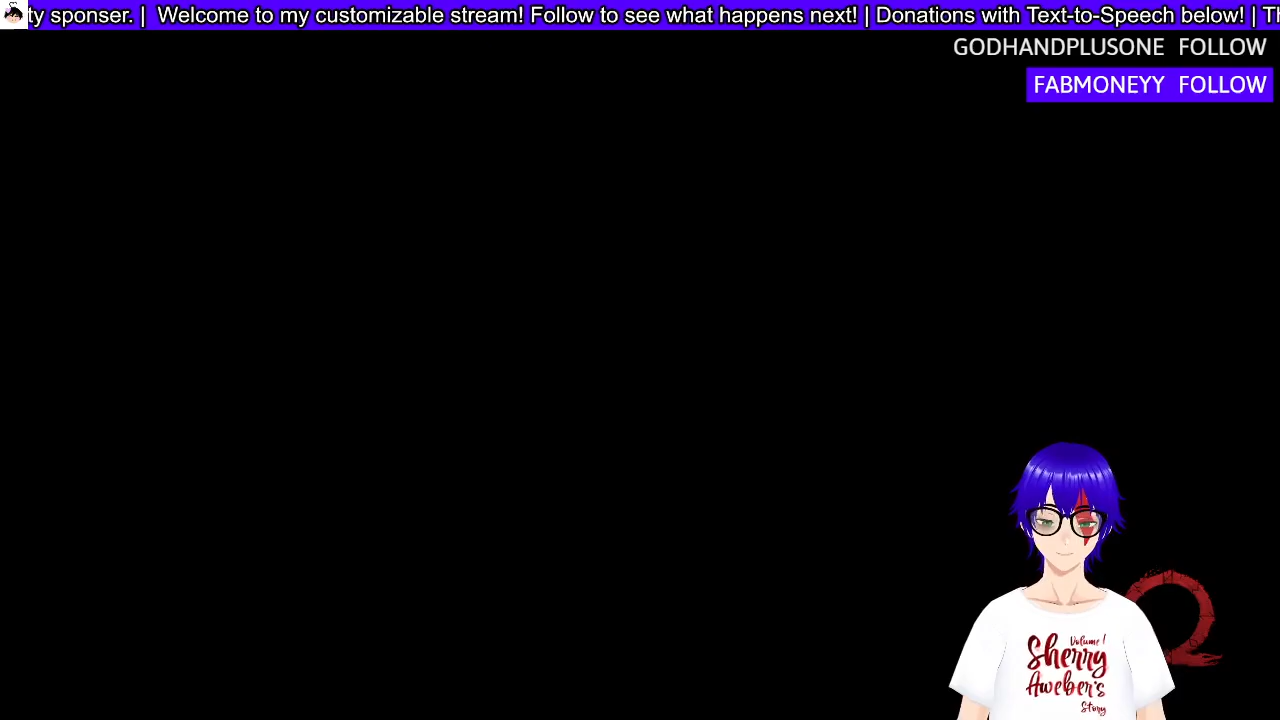 ty sponser. | Welcome to my customizable stream! Follow to see what happens next! | Donations with Text-to-Speech below! | Th
GODHANDPLUSONE FOLLOW
FABMONEYY FOLLOW
Volume 1
Sherry
Aweber's
Story